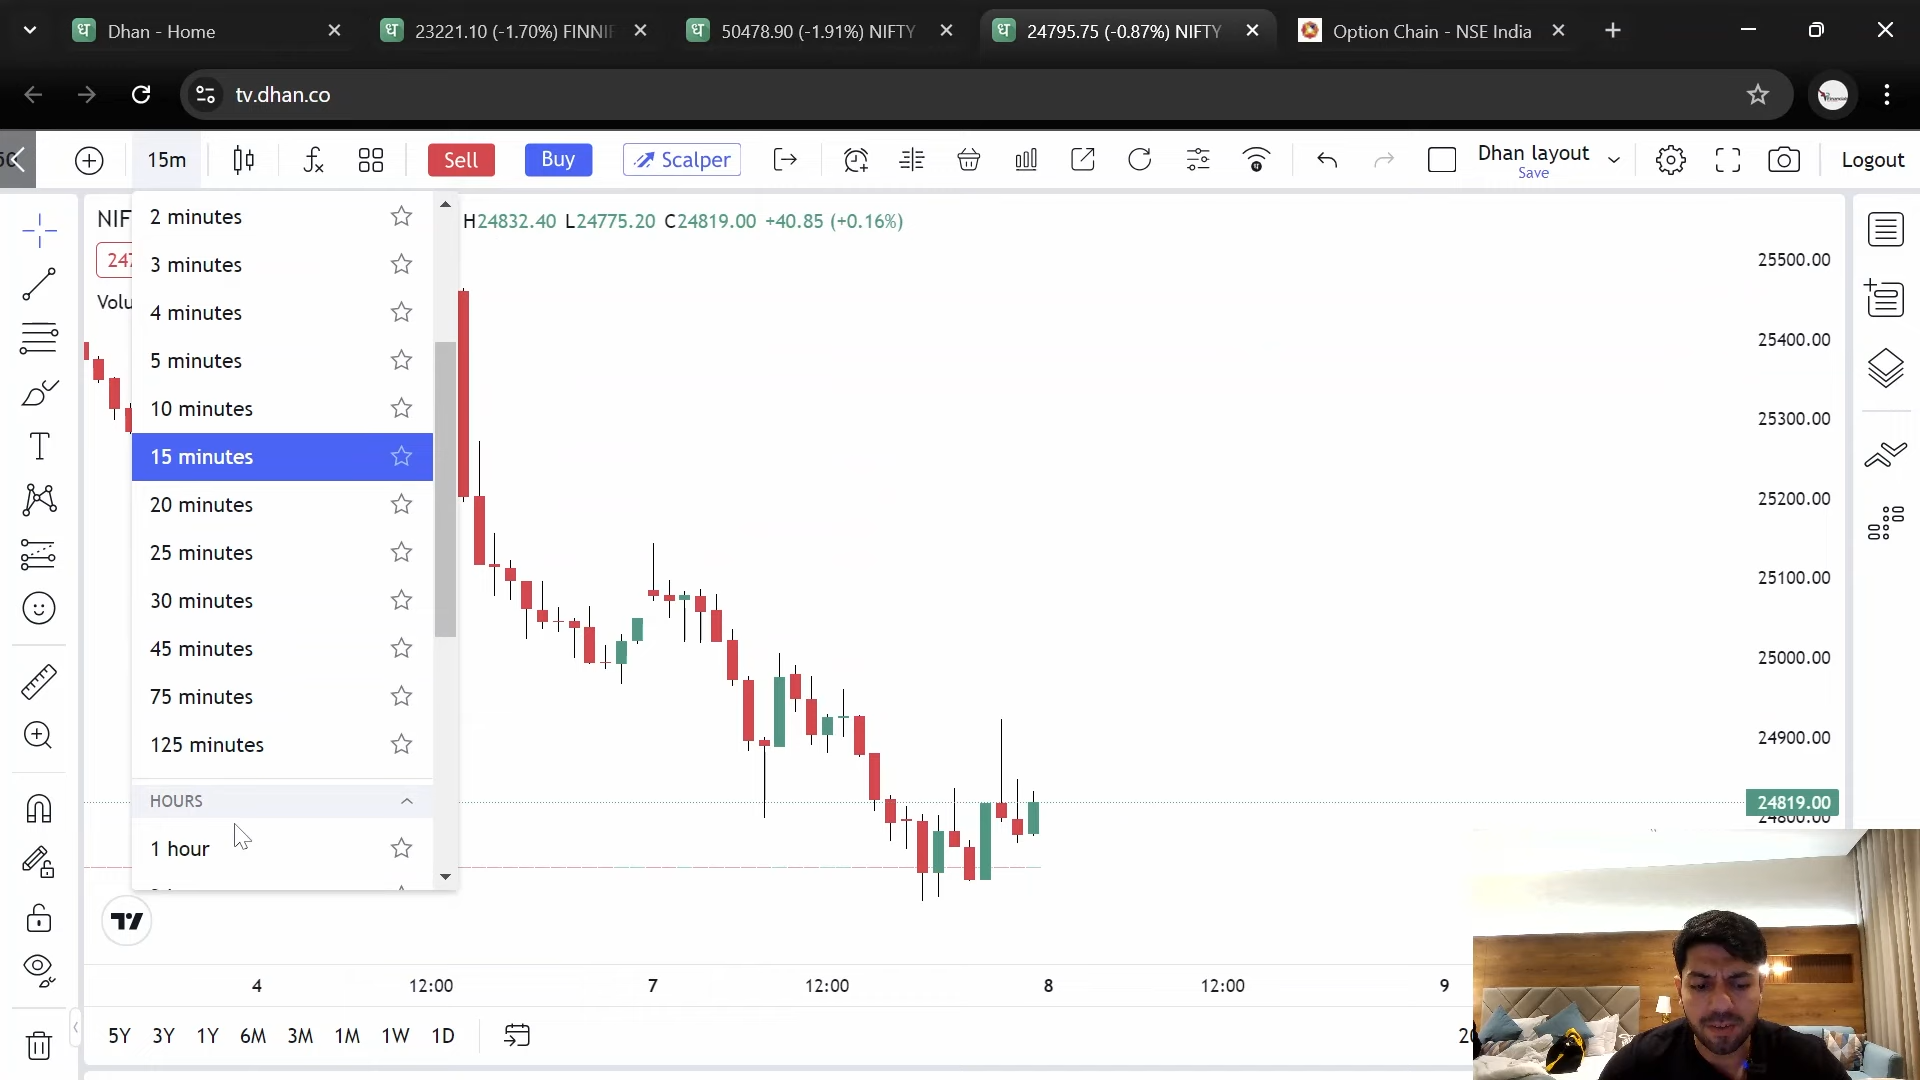 Dhan - Home
23221.10 (-1.70%) FINNIF
50478.90 (-1.91%) NIFTY
24795.75 (-0.87%) NIFTY
Option Chain - NSE India
tv.dhan.co
15m
Sell
Buy
Scalper
Dhan layout
Save
Logout
NIF
H24832.40 L24775.20 C24819.00 +40.85 (+0.16%)
247
Volu
2 minutes
3 minutes
4 minutes
5 minutes
10 minutes
15 minutes
20 minutes
25 minutes
30 minutes
45 minutes
75 minutes
125 minutes
HOURS
1 hour
25500.00
25400.00
25300.00
25200.00
25100.00
25000.00
24900.00
24819.00
24800.00
4 12:00 7 12:00 8 12:00 9
5Y 3Y 1Y 6M 3M 1M 1W 1D
20